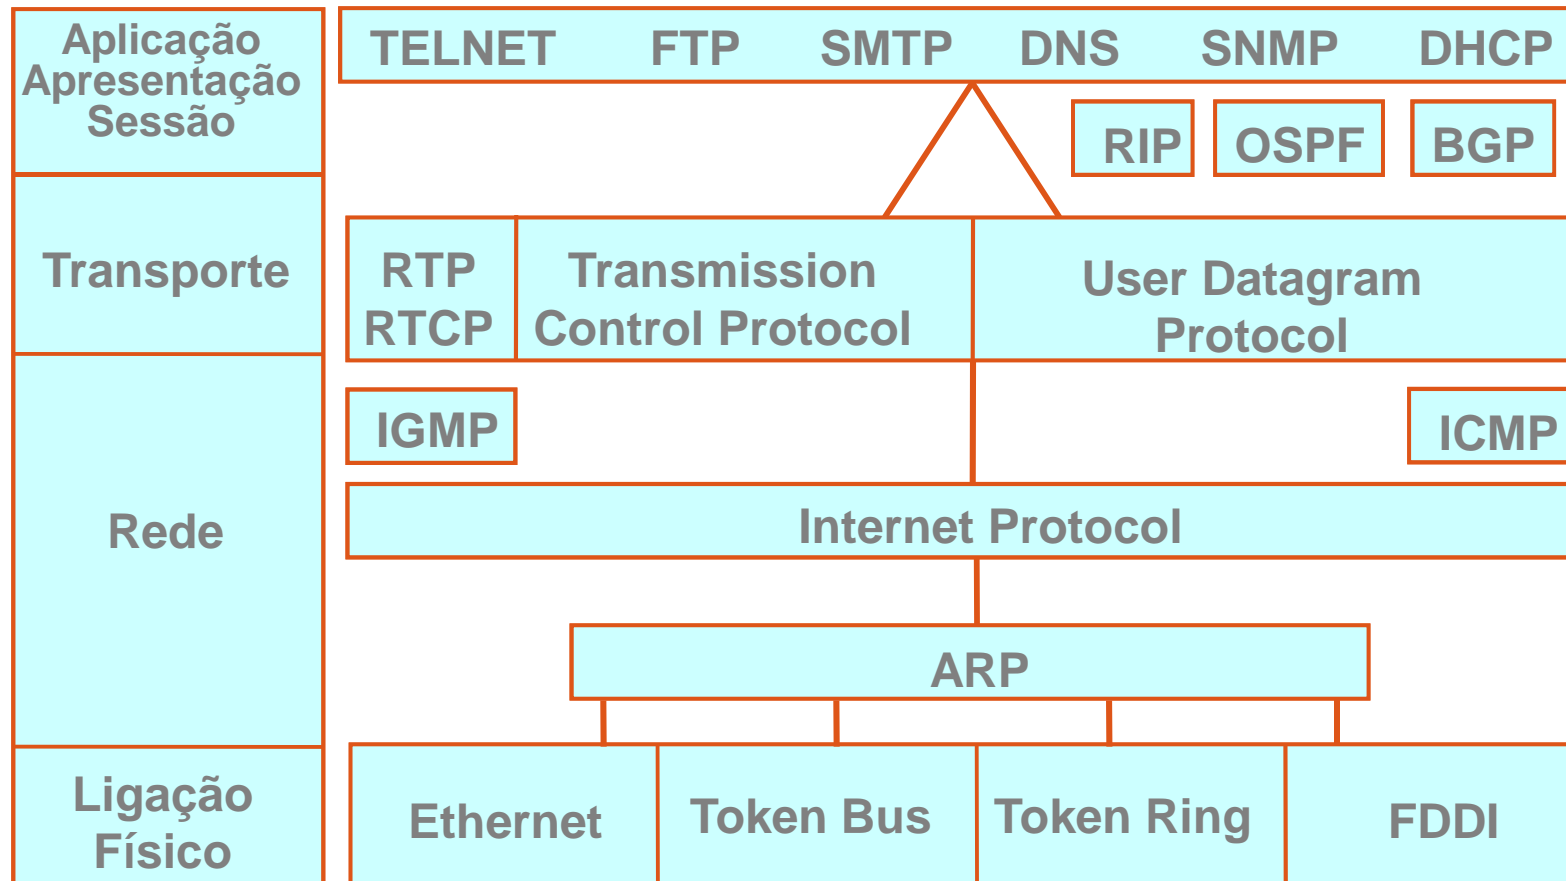 Aplicação
Apresentação
Sessão
TELNET FTP SMTP DNS SNMP DHCP
RIP OSPF BGP
Transporte
RTP
RTCP
Transmission
Control Protocol
User Datagram
Protocol
Rede
IGMP
ICMP
Internet Protocol
ARP
Ligação
Físico
Ethernet
Token Bus
Token Ring
FDDI